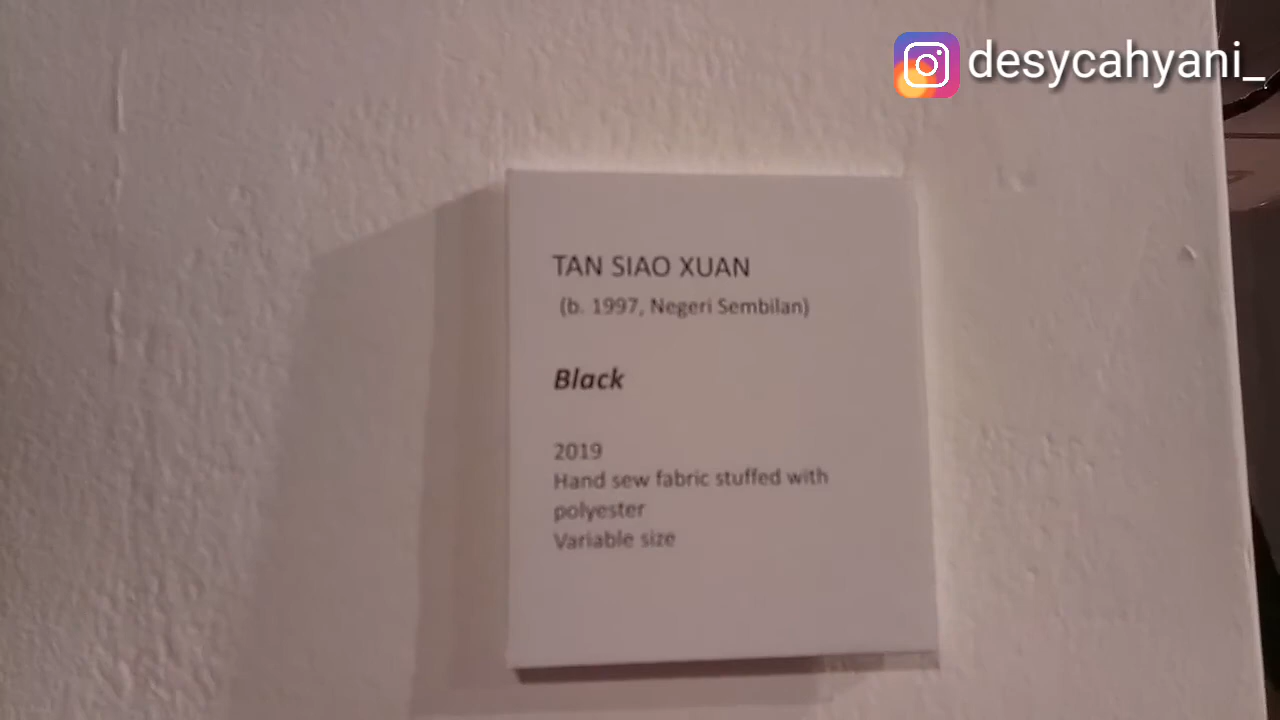 desycahyani_
TAN SIAO XUAN
(b. 1997, Negeri Sembilan)
Black
2019
Hand sew fabric stuffed with
polyester
Variable size